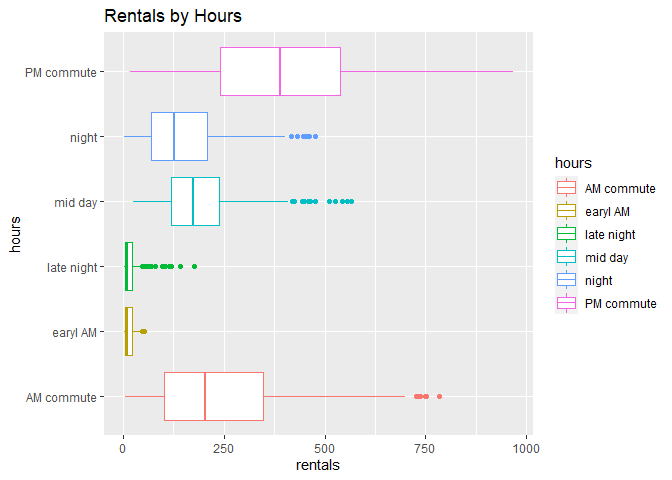 Rentals by Hours
PM commute
night
mid day
late night
earyl AM
AM commute
hours
0
250
500
750
1000
rentals
hours
AM commute
earyl AM
late night
mid day
night
PM commute